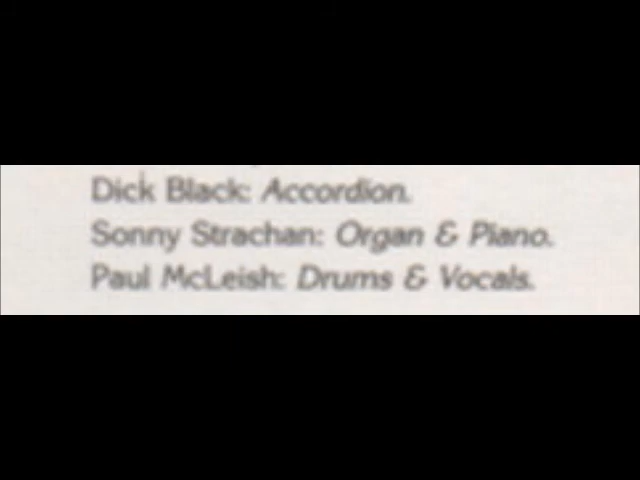 Dick Black: Accordion.
Sonny Strachan: Organ & Piano.
Paul McLeish: Drums & Vocals.